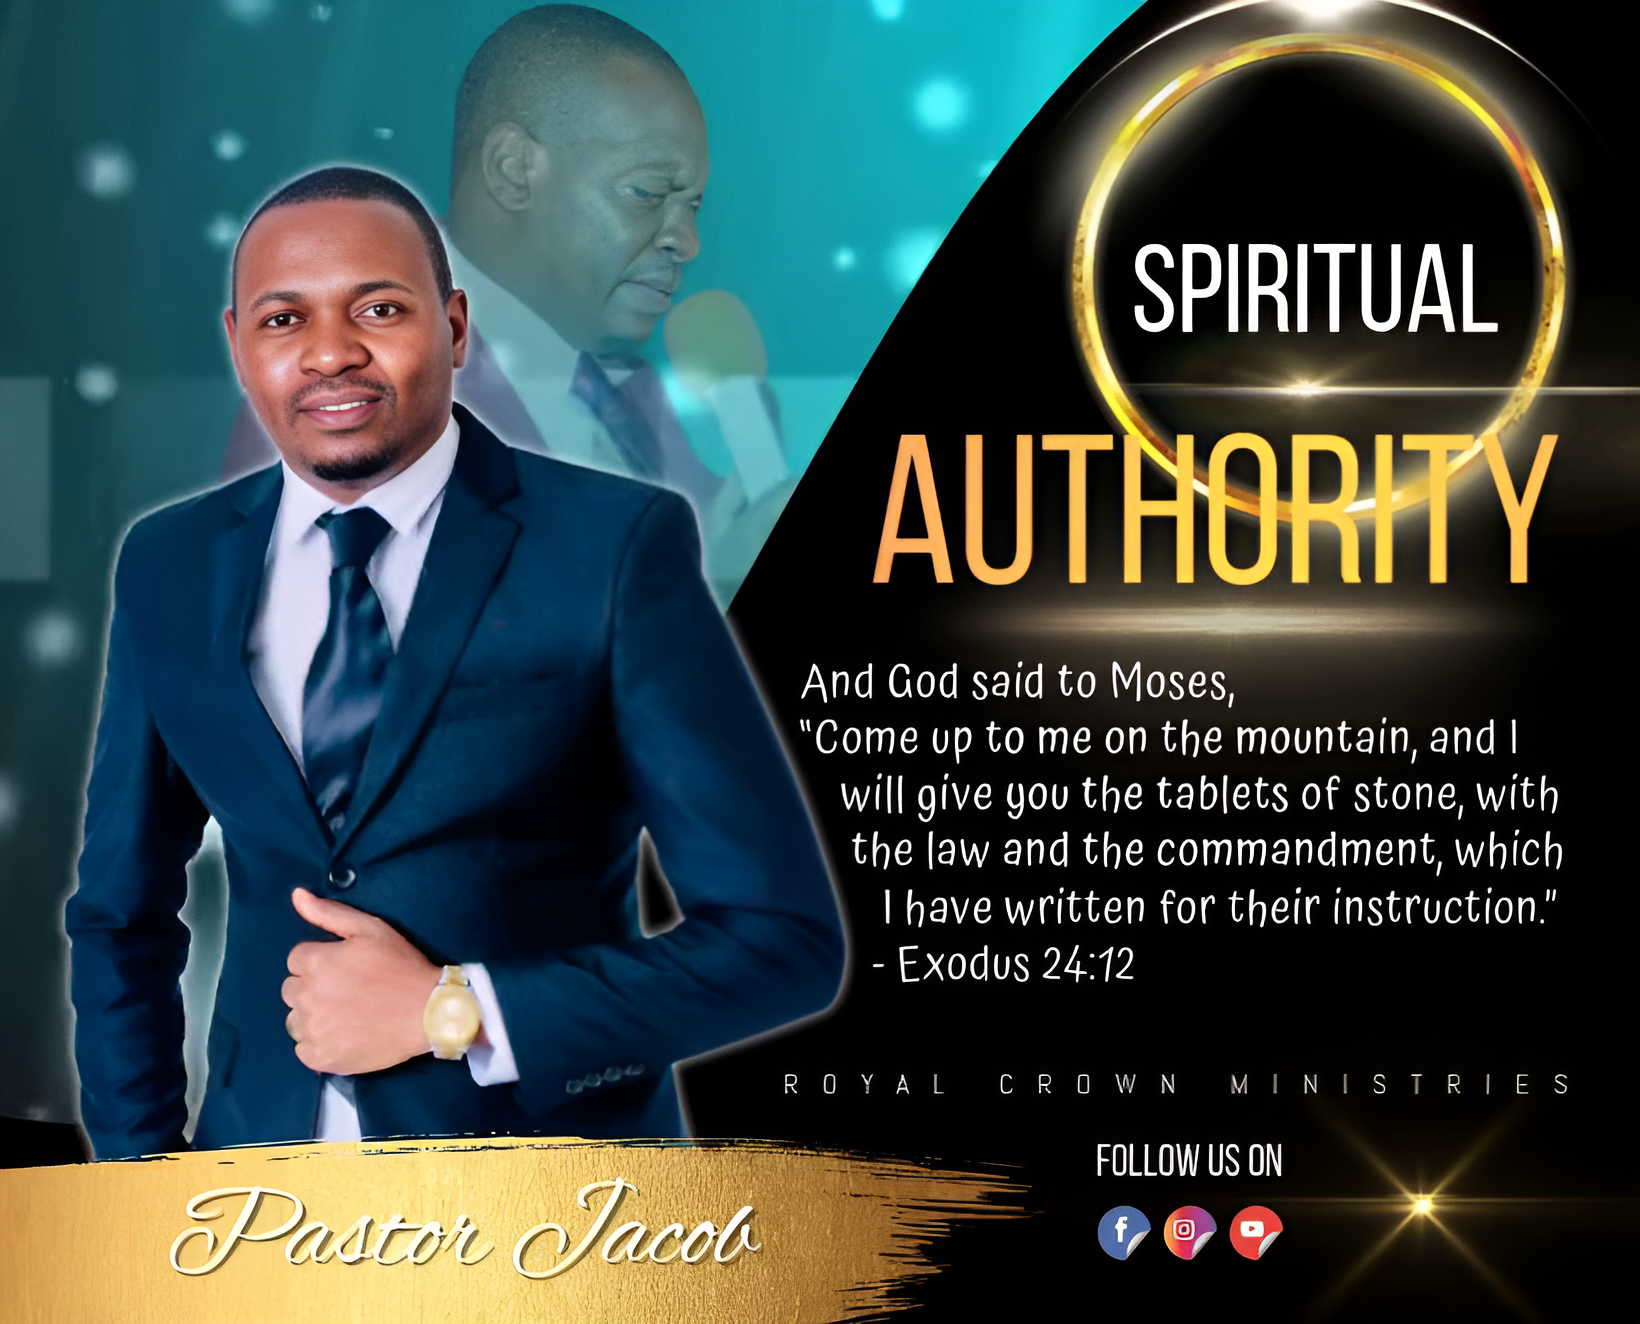 SPIRITUAL
AUTHORITY
And God said to Moses,
“Come up to me on the mountain, and I
will give you the tablets of stone, with
the law and the commandment, which
I have written for their instruction.”
- Exodus 24:12
ROYAL CROWN MINISTRIES
FOLLOW US ON
Pastor Jacob